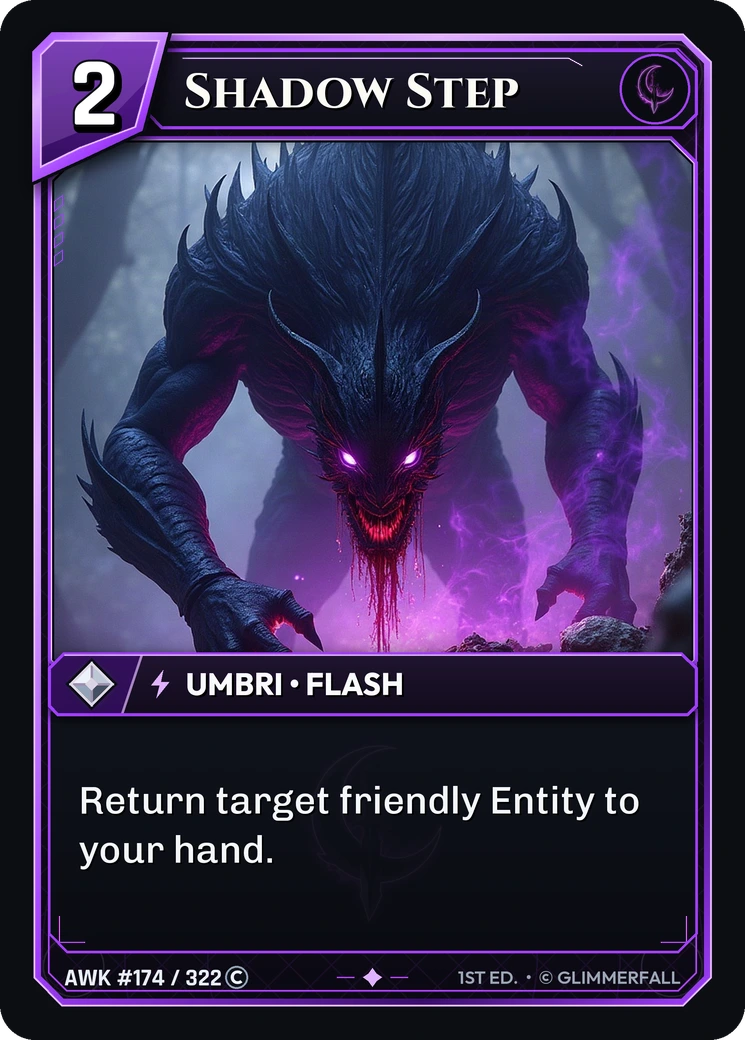 2
SHADOW STEP
UMBRI • FLASH
Return target friendly Entity to
your hand.
AWK #174 / 322 Ⓒ
1ST ED. • © GLIMMERFALL